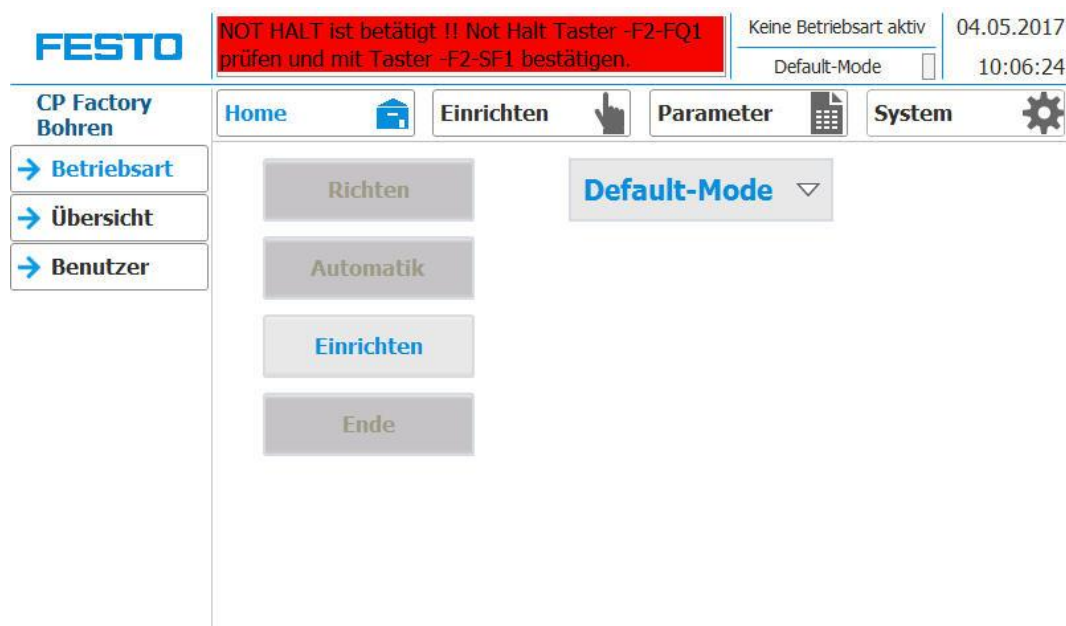 FESTO
NOT HALT ist betätigt !! Not Halt Taster -F2-FQ1
prüfen und mit Taster -F2-SF1 bestätigen.
Keine Betriebsart aktiv
Default-Mode
04.05.2017
10:06:24
CP Factory
Bohren
Home
Einrichten
Parameter
System
Betriebsart
Übersicht
Benutzer
Richten
Automatik
Einrichten
Ende
Default-Mode